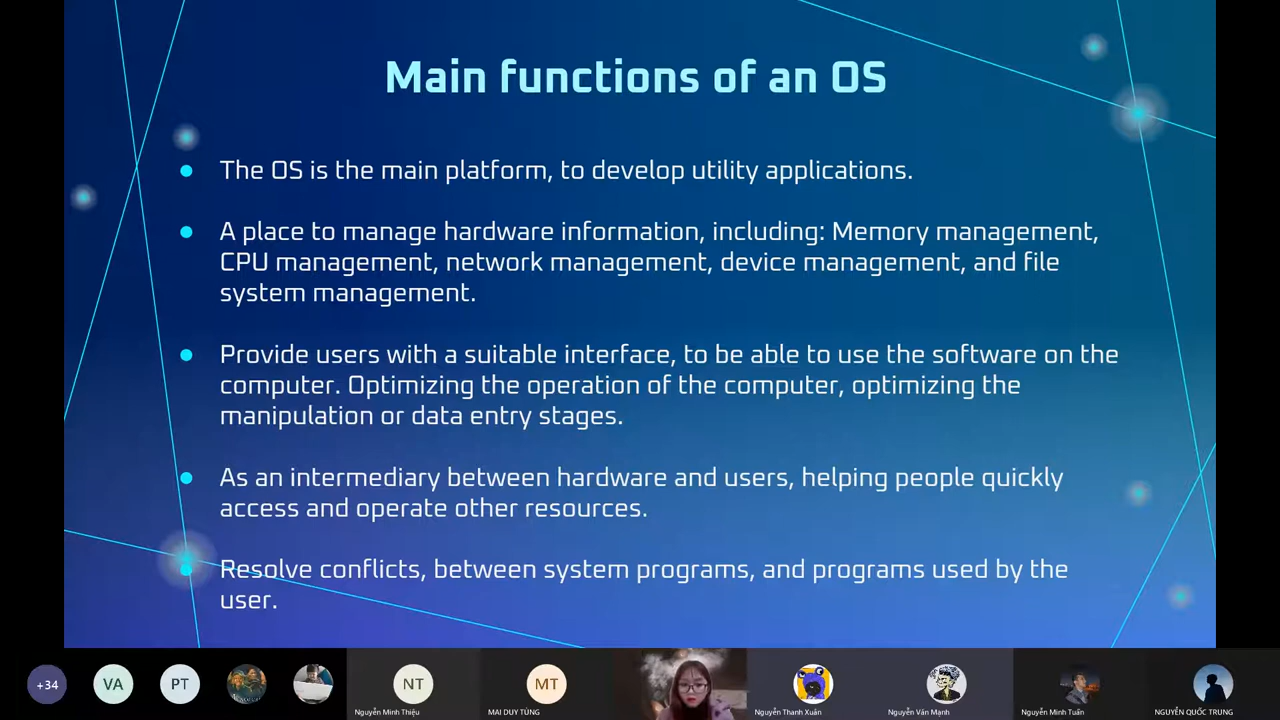 Main functions of an OS
The OS is the main platform, to develop utility applications.
A place to manage hardware information, including: Memory management,
CPU management, network management, device management, and file
system management.
Provide users with a suitable interface, to be able to use the software on the
computer. Optimizing the operation of the computer, optimizing the
manipulation or data entry stages.
As an intermediary between hardware and users, helping people quickly
access and operate other resources.
Resolve conflicts, between system programs, and programs used by the
user.
+34
VA
PT
NT
MT
Nguyễn Minh Thiệu
MAI DUY TÙNG
Nguyễn Thanh Xuân
Nguyễn Văn Mạnh
Nguyễn Minh Tuấn
NGUYỄN QUỐC TRUNG